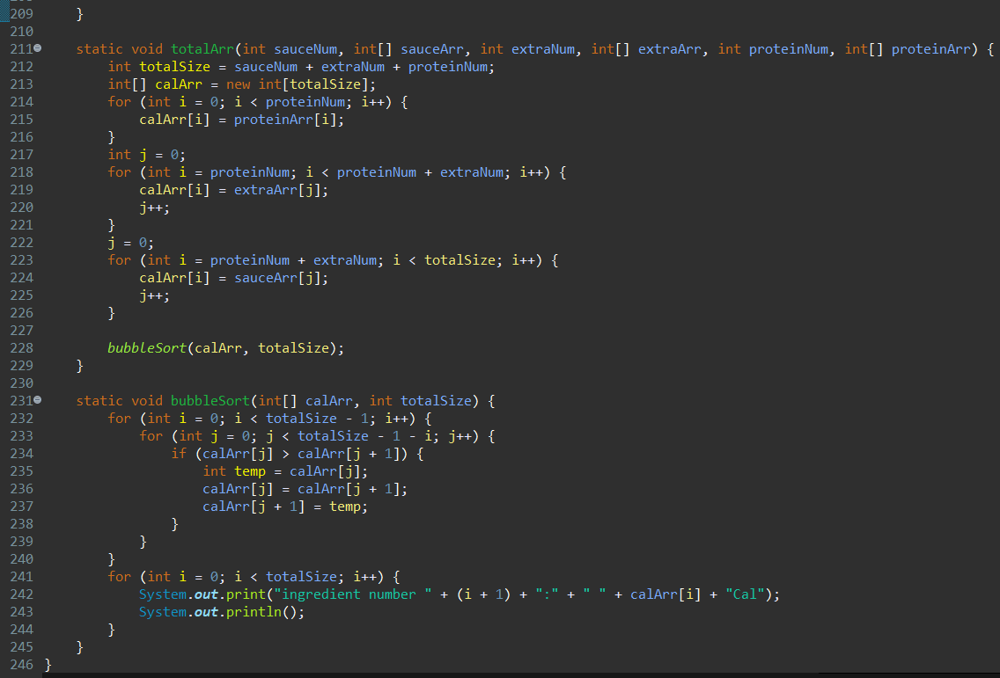 209     }
210
211     static void totalArr(int sauceNum, int[] sauceArr, int extraNum, int[] extraArr, int proteinNum, int[] proteinArr) {
212         int totalSize = sauceNum + extraNum + proteinNum;
213         int[] calArr = new int[totalSize];
214         for (int i = 0; i < proteinNum; i++) {
215             calArr[i] = proteinArr[i];
216         }
217         int j = 0;
218         for (int i = proteinNum; i < proteinNum + extraNum; i++) {
219             calArr[i] = extraArr[j];
220             j++;
221         }
222         j = 0;
223         for (int i = proteinNum + extraNum; i < totalSize; i++) {
224             calArr[i] = sauceArr[j];
225             j++;
226         }
227
228         bubbleSort(calArr, totalSize);
229     }
230
231     static void bubbleSort(int[] calArr, int totalSize) {
232         for (int i = 0; i < totalSize - 1; i++) {
233             for (int j = 0; j < totalSize - 1 - i; j++) {
234                 if (calArr[j] > calArr[j + 1]) {
235                     int temp = calArr[j];
236                     calArr[j] = calArr[j + 1];
237                     calArr[j + 1] = temp;
238                 }
239             }
240         }
241         for (int i = 0; i < totalSize; i++) {
242             System.out.print("ingredient number " + (i + 1) + ":" + " " + calArr[i] + "Cal");
243             System.out.println();
244         }
245     }
246 }